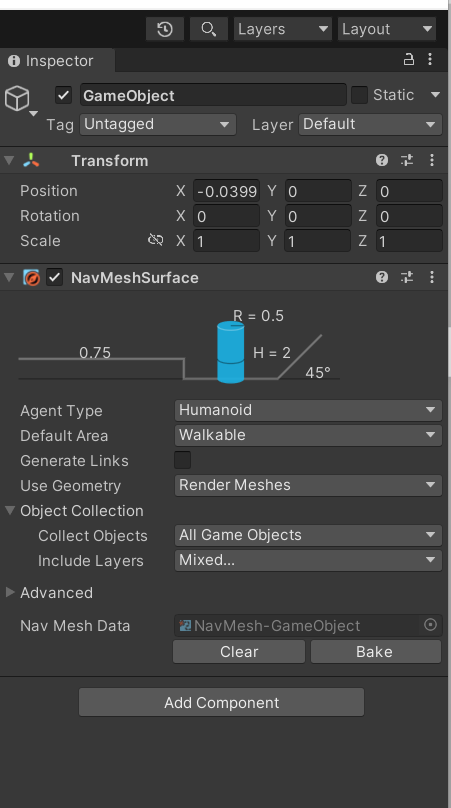 Layers Layout
Inspector
GameObject Static
Tag Untagged Layer Default
Transform
Position X -0.0399 Y 0 Z 0
Rotation X 0 Y 0 Z 0
Scale X 1 Y 1 Z 1
NavMeshSurface
R = 0.5
0.75 H = 2
45°
Agent Type Humanoid
Default Area Walkable
Generate Links
Use Geometry Render Meshes
Object Collection
Collect Objects All Game Objects
Include Layers Mixed...
Advanced
Nav Mesh Data NavMesh-GameObject
Clear Bake
Add Component